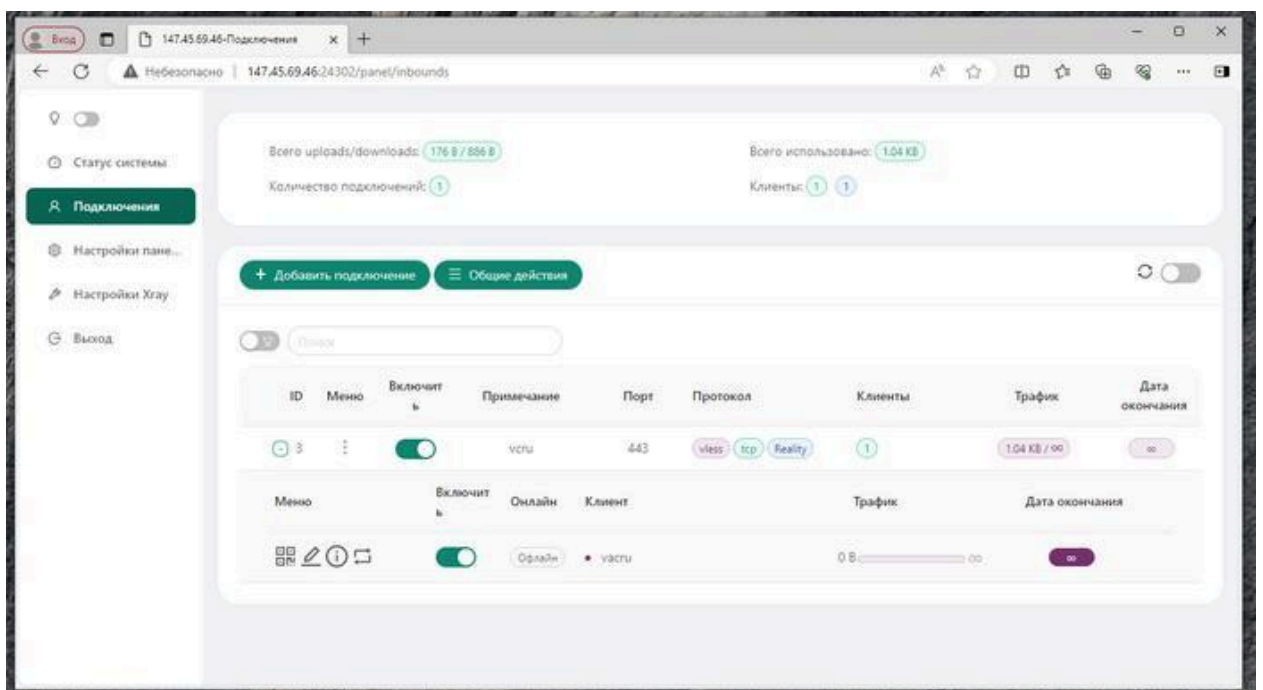 Вход
147.45.69.46-Подключения
Небезопасно | 147.45.69.46:24302/panel/inbounds
Статус системы
Подключения
Настройки пане...
Настройки Xray
Выход
Всего uploads/downloads: 176 B / 886 B
Всего использовано: 1.04 KB
Количество подключений: 1
Клиенты: 1 1
+ Добавить подключение
Общие действия
Поиск
ID Меню Включить Примечание Порт Протокол Клиенты Трафик Дата окончания
3 vcru 443 vless tcp Reality 1 1.04 KB / ∞ ∞
Меню Включить Онлайн Клиент Трафик Дата окончания
Офлайн • vacru 0 B ∞ ∞